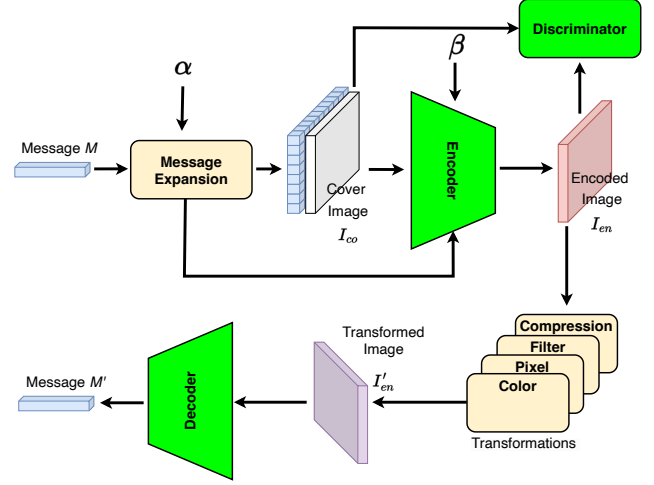 Discriminator
β
α
Message M
Message
Expansion
Encoder
Cover
Image
I_co
Encoded
Image
I_en
Compression
Filter
Pixel
Color
Transformations
Transformed
Image
I'_en
Decoder
Message M'